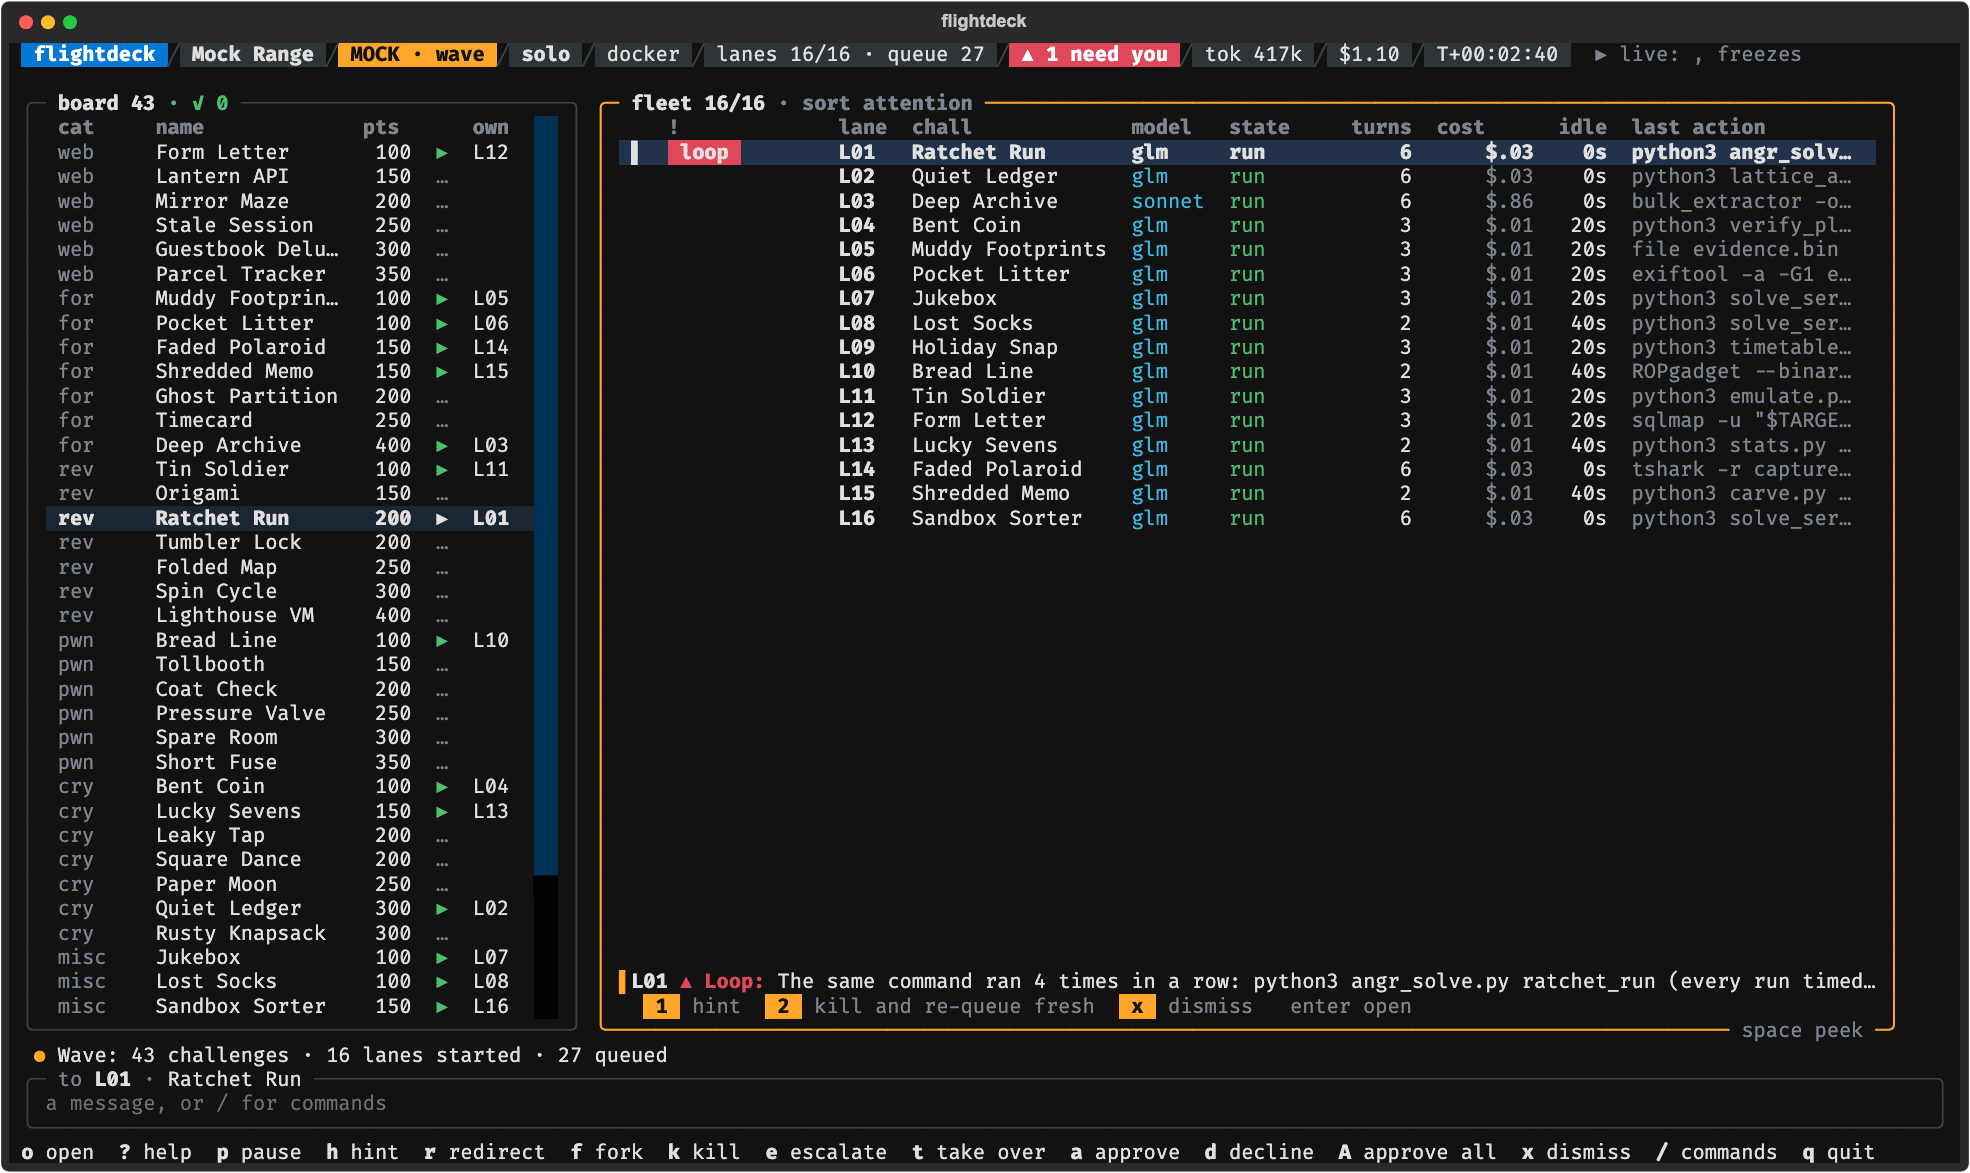 flightdeck
flightdeck / Mock Range / MOCK · wave / solo / docker / lanes 16/16 · queue 27 / ▲ 1 need you / tok 417k / $1.10 / T+00:02:40 ▶ live: , freezes
board 43 · √ 0
cat name pts own
web Form Letter 100 ▶ L12
web Lantern API 150 …
web Mirror Maze 200 …
web Stale Session 250 …
web Guestbook Delu… 300 …
web Parcel Tracker 350 …
for Muddy Footprin… 100 ▶ L05
for Pocket Litter 100 ▶ L06
for Faded Polaroid 150 ▶ L14
for Shredded Memo 150 ▶ L15
for Ghost Partition 200 …
for Timecard 250 …
for Deep Archive 400 ▶ L03
rev Tin Soldier 100 ▶ L11
rev Origami 150 …
rev Ratchet Run 200 ▶ L01
rev Tumbler Lock 200 …
rev Folded Map 250 …
rev Spin Cycle 300 …
rev Lighthouse VM 400 …
pwn Bread Line 100 ▶ L10
pwn Tollbooth 150 …
pwn Coat Check 200 …
pwn Pressure Valve 250 …
pwn Spare Room 300 …
pwn Short Fuse 350 …
cry Bent Coin 100 ▶ L04
cry Lucky Sevens 150 ▶ L13
cry Leaky Tap 200 …
cry Square Dance 200 …
cry Paper Moon 250 …
cry Quiet Ledger 300 ▶ L02
cry Rusty Knapsack 300 …
misc Jukebox 100 ▶ L07
misc Lost Socks 100 ▶ L08
misc Sandbox Sorter 150 ▶ L16
fleet 16/16 · sort attention
! lane chall model state turns cost idle last action
loop L01 Ratchet Run glm run 6 $.03 0s python3 angr_solv…
L02 Quiet Ledger glm run 6 $.03 0s python3 lattice_a…
L03 Deep Archive sonnet run 6 $.86 0s bulk_extractor -o…
L04 Bent Coin glm run 3 $.01 20s python3 verify_pl…
L05 Muddy Footprints glm run 3 $.01 20s file evidence.bin
L06 Pocket Litter glm run 3 $.01 20s exiftool -a -G1 e…
L07 Jukebox glm run 3 $.01 20s python3 solve_ser…
L08 Lost Socks glm run 2 $.01 40s python3 solve_ser…
L09 Holiday Snap glm run 3 $.01 20s python3 timetable…
L10 Bread Line glm run 2 $.01 40s ROPgadget --binar…
L11 Tin Soldier glm run 3 $.01 20s python3 emulate.p…
L12 Form Letter glm run 3 $.01 20s sqlmap -u "$TARGE…
L13 Lucky Sevens glm run 2 $.01 40s python3 stats.py …
L14 Faded Polaroid glm run 6 $.03 0s tshark -r capture…
L15 Shredded Memo glm run 2 $.01 40s python3 carve.py …
L16 Sandbox Sorter glm run 6 $.03 0s python3 solve_ser…
L01 ▲ Loop: The same command ran 4 times in a row: python3 angr_solve.py ratchet_run (every run timed…
1 hint 2 kill and re-queue fresh x dismiss enter open
space peek
● Wave: 43 challenges · 16 lanes started · 27 queued
to L01 · Ratchet Run
a message, or / for commands
o open ? help p pause h hint r redirect f fork k kill e escalate t take over a approve d decline A approve all x dismiss / commands q quit